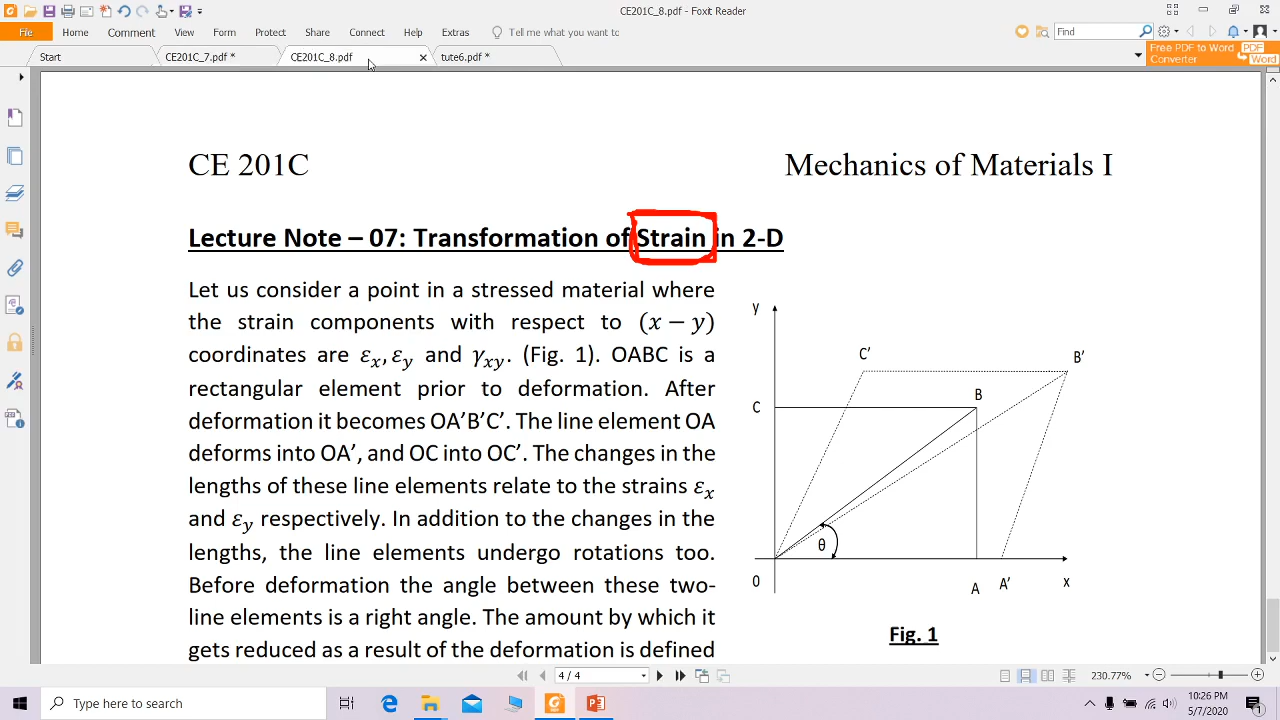 CE201C_8.pdf - Foxit Reader
File Home Comment View Form Protect Share Connect Help Extras Tell me what you want to Find
Start CE201C_7.pdf * CE201C_8.pdf tute6.pdf * Free PDF to Word Converter PDF Word
CE 201C Mechanics of Materials I
Lecture Note – 07: Transformation of Strain in 2-D
Let us consider a point in a stressed material where
the strain components with respect to (x − y)
coordinates are εx, εy and γxy. (Fig. 1). OABC is a
rectangular element prior to deformation. After
deformation it becomes OA’B’C’. The line element OA
deforms into OA’, and OC into OC’. The changes in the
lengths of these line elements relate to the strains εx
and εy respectively. In addition to the changes in the
lengths, the line elements undergo rotations too.
Before deformation the angle between these two-
line elements is a right angle. The amount by which it
gets reduced as a result of the deformation is defined
y
C’ B’
B
C
θ
0 A A’ x
Fig. 1
4 / 4 230.77%
Type here to search
10:26 PM
5/7/2020
1